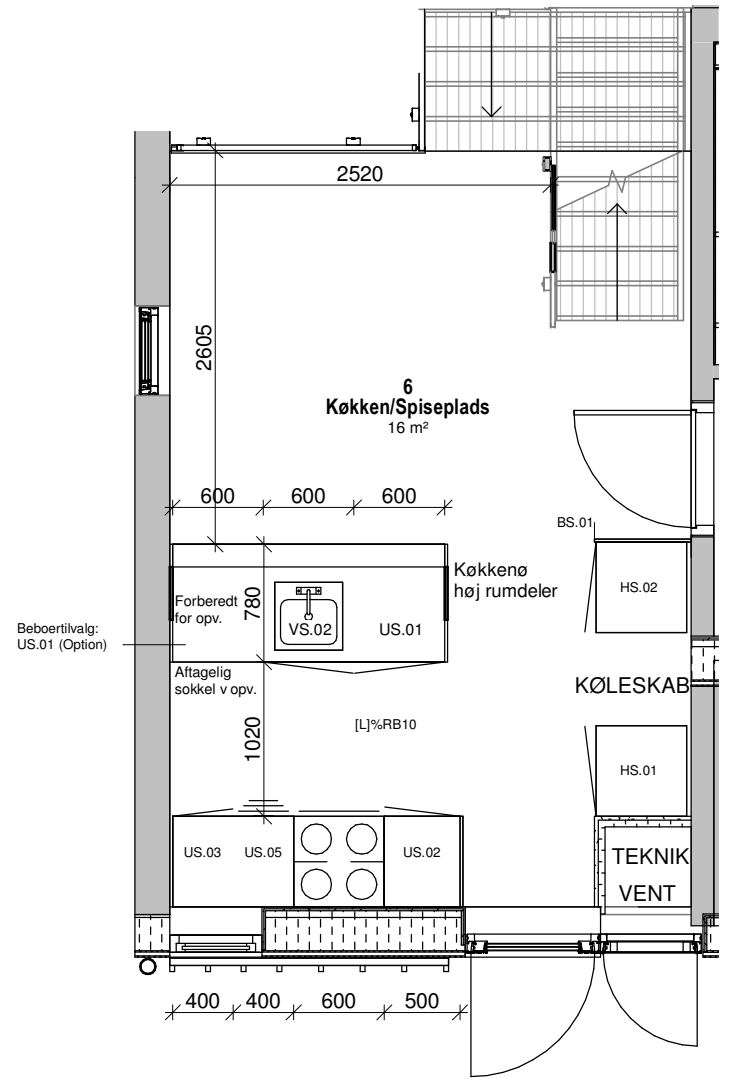 2520
2605
6
Køkken/Spiseplads
16 m²
600 600 600
BS.01
Køkkenø
høj rumdeler
HS.02
Forberedt
for opv.
780
VS.02
US.01
Beboertilvalg:
US.01 (Option)
Aftagelig
sokkel v opv.
KØLESKAB
1020
[L]%RB10
HS.01
US.03
US.05
US.02
TEKNIK
VENT
400 400 600 500